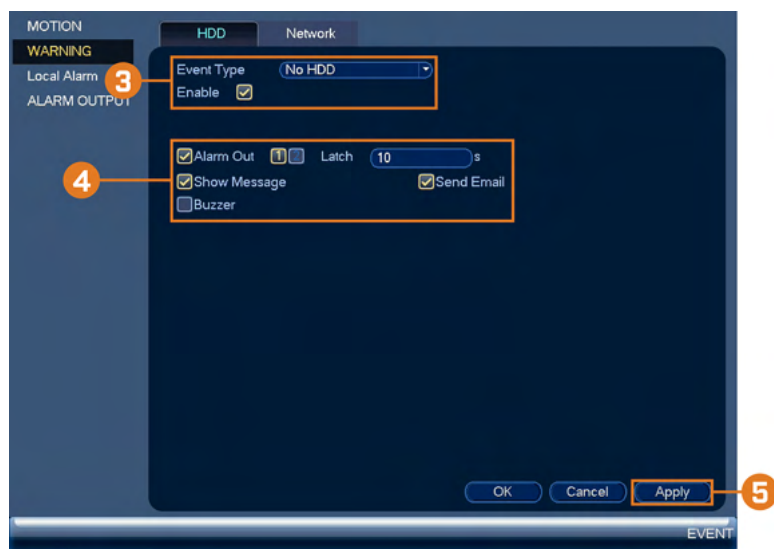 MOTION
WARNING
Local Alarm
ALARM OUTPUT
HDD Network
3
Event Type No HDD
Enable
4
Alarm Out 1 2 Latch 10 s
Show Message Send Email
Buzzer
OK Cancel Apply
5
EVENT